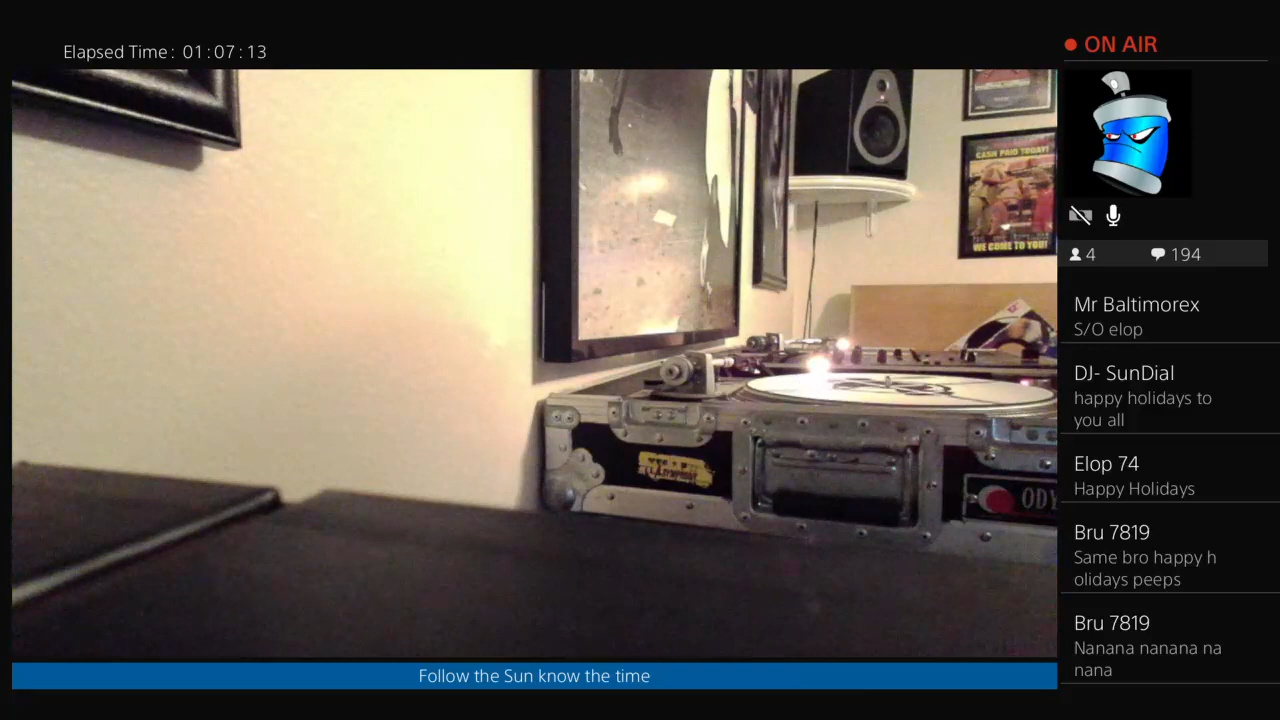 Elapsed Time: 01:07:13
ON AIR
CASH PAID TODAY!
WE COME TO YOU!
ODY
4
194
Mr Baltimorex
S/O elop
DJ- SunDial
happy holidays to
you all
Elop 74
Happy Holidays
Bru 7819
Same bro happy h
olidays peeps
Bru 7819
Nanana nanana na
nana
Follow the Sun know the time